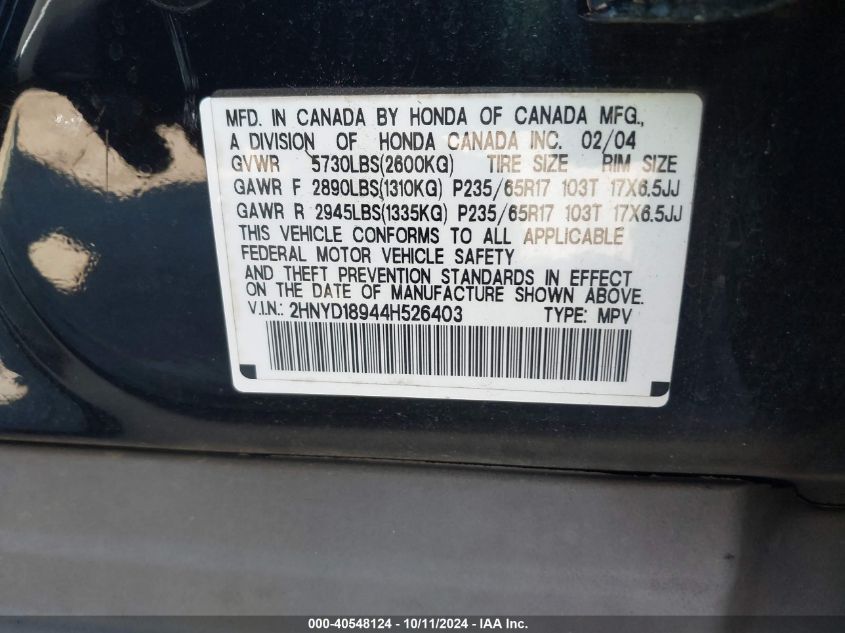 MFD. IN CANADA BY HONDA OF CANADA MFG.,
A DIVISION OF HONDA CANADA INC. 02/04
GVWR 5730LBS(2600KG) TIRE SIZE RIM SIZE
GAWR F 2890LBS(1310KG) P235/65R17 103T 17X6.5JJ
GAWR R 2945LBS(1335KG) P235/65R17 103T 17X6.5JJ
THIS VEHICLE CONFORMS TO ALL APPLICABLE
FEDERAL MOTOR VEHICLE SAFETY
AND THEFT PREVENTION STANDARDS IN EFFECT
ON THE DATE OF MANUFACTURE SHOWN ABOVE.
V.I.N.: 2HNYD18944H526403 TYPE: MPV
000-40548124 - 10/11/2024 - IAA Inc.